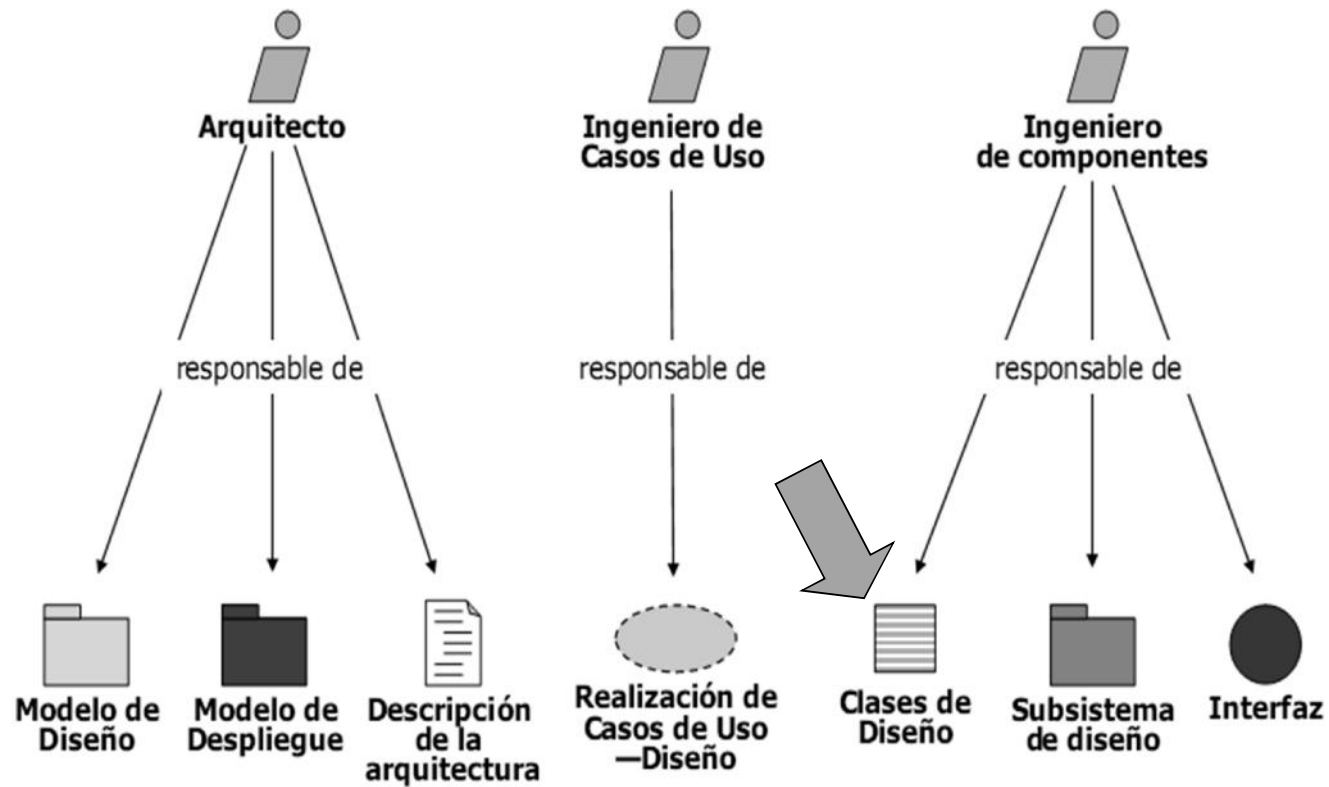 Arquitecto
Ingeniero de
Casos de Uso
Ingeniero
de componentes
responsable de
responsable de
responsable de
Modelo de
Diseño
Modelo de
Despliegue
Descripción
de la
arquitectura
Realización de
Casos de Uso
—Diseño
Clases de
Diseño
Subsistema
de diseño
Interfaz